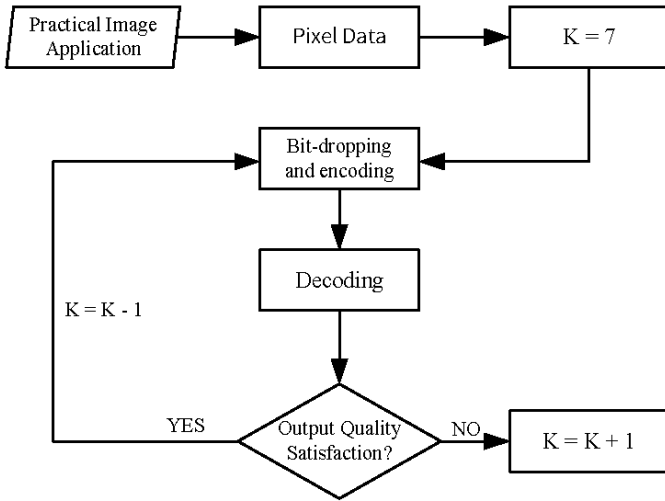 Practical Image
Application
Pixel Data
K = 7
Bit-dropping
and encoding
Decoding
K = K - 1
YES
Output Quality
Satisfaction?
NO
K = K + 1